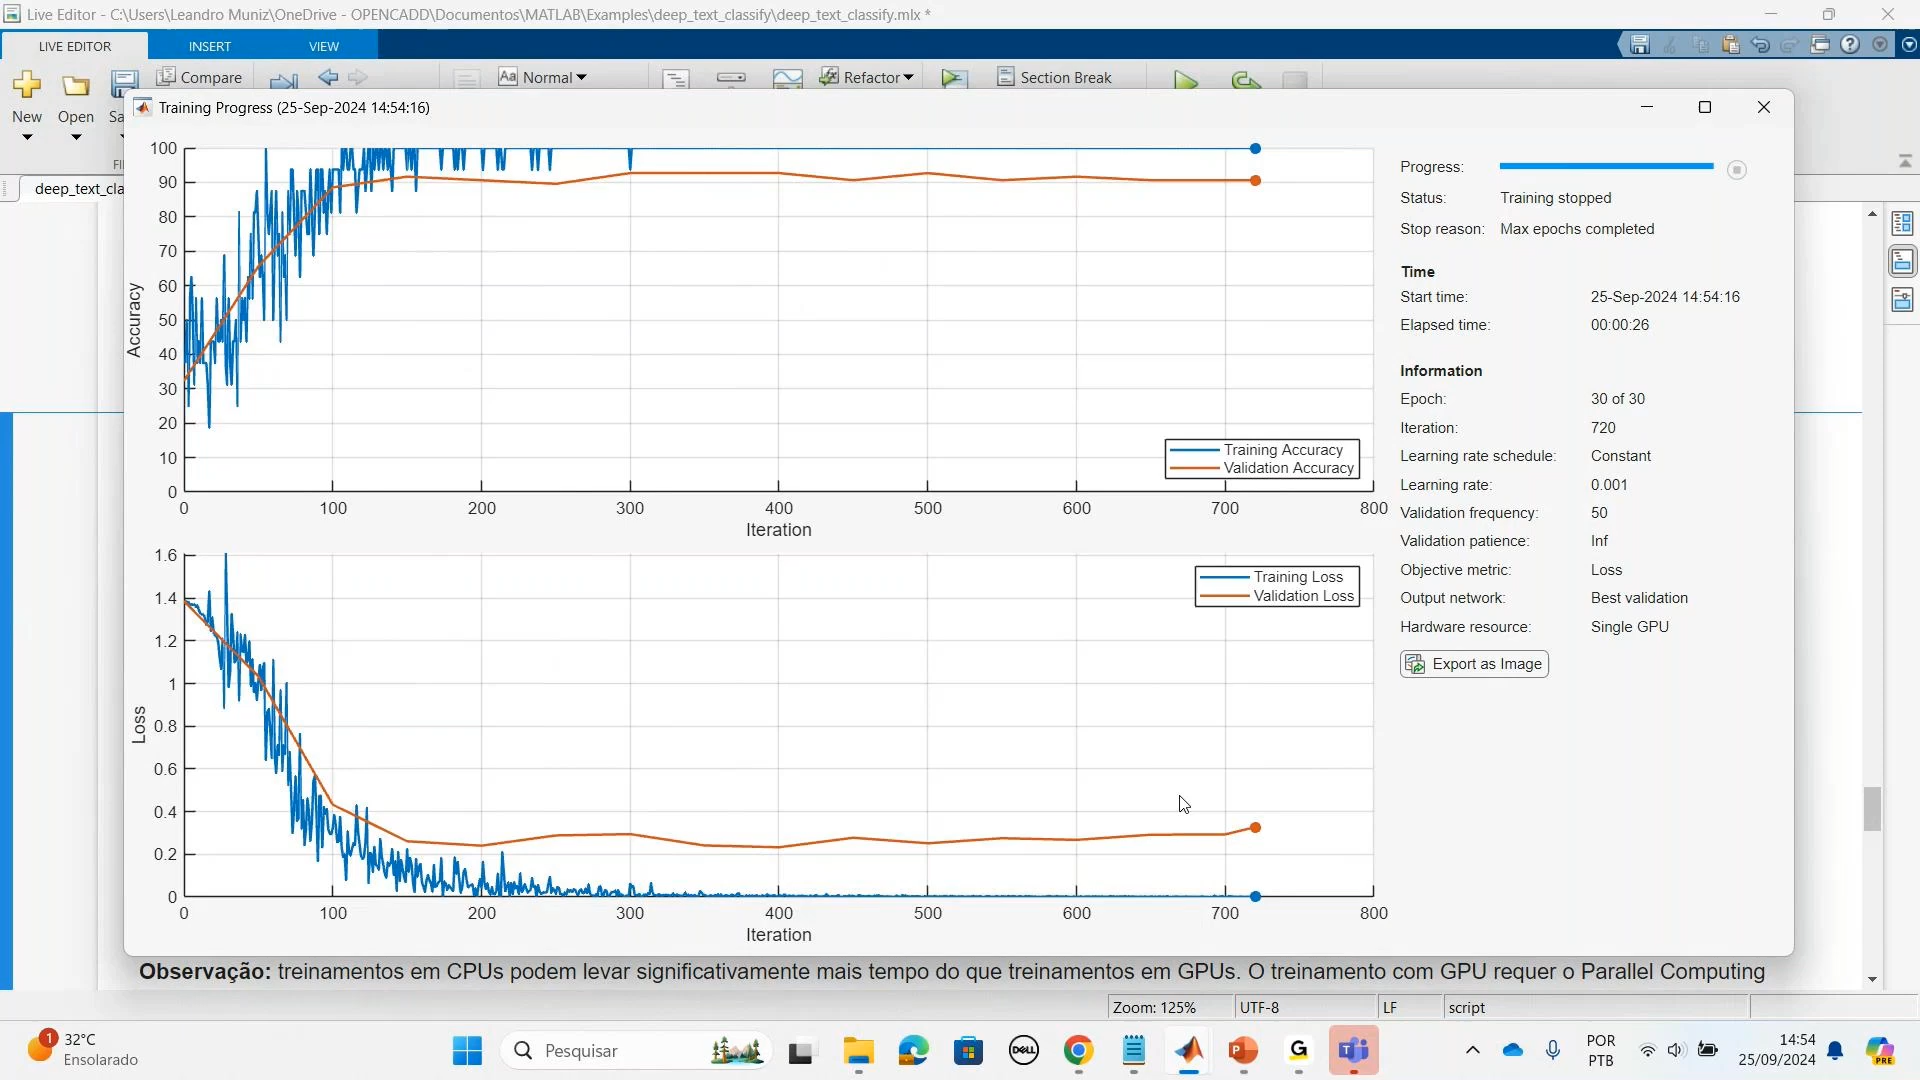 Live Editor - C:\Users\Leandro Muniz\OneDrive - OPENCADD\Documentos\MATLAB\Examples\deep_text_classify\deep_text_classify.mlx *
LIVE EDITOR
INSERT
VIEW
Compare
Aa Normal
Refactor
Section Break
New
Open
Sa
FI
deep_text_cla
Training Progress (25-Sep-2024 14:54:16)
100
90
80
70
60
50
40
30
20
10
0
Accuracy
Training Accuracy
Validation Accuracy
0 100 200 300 400 500 600 700 800
Iteration
1.6
1.4
1.2
1
0.8
0.6
0.4
0.2
0
Loss
Training Loss
Validation Loss
0 100 200 300 400 500 600 700 800
Iteration
Progress:
Status: Training stopped
Stop reason: Max epochs completed
Time
Start time: 25-Sep-2024 14:54:16
Elapsed time: 00:00:26
Information
Epoch: 30 of 30
Iteration: 720
Learning rate schedule: Constant
Learning rate: 0.001
Validation frequency: 50
Validation patience: Inf
Objective metric: Loss
Output network: Best validation
Hardware resource: Single GPU
Export as Image
Observação: treinamentos em CPUs podem levar significativamente mais tempo do que treinamentos em GPUs. O treinamento com GPU requer o Parallel Computing
Zoom: 125%
UTF-8
LF
script
1
32°C
Ensolarado
Pesquisar
DELL
G
POR
PTB
14:54
25/09/2024
PRE